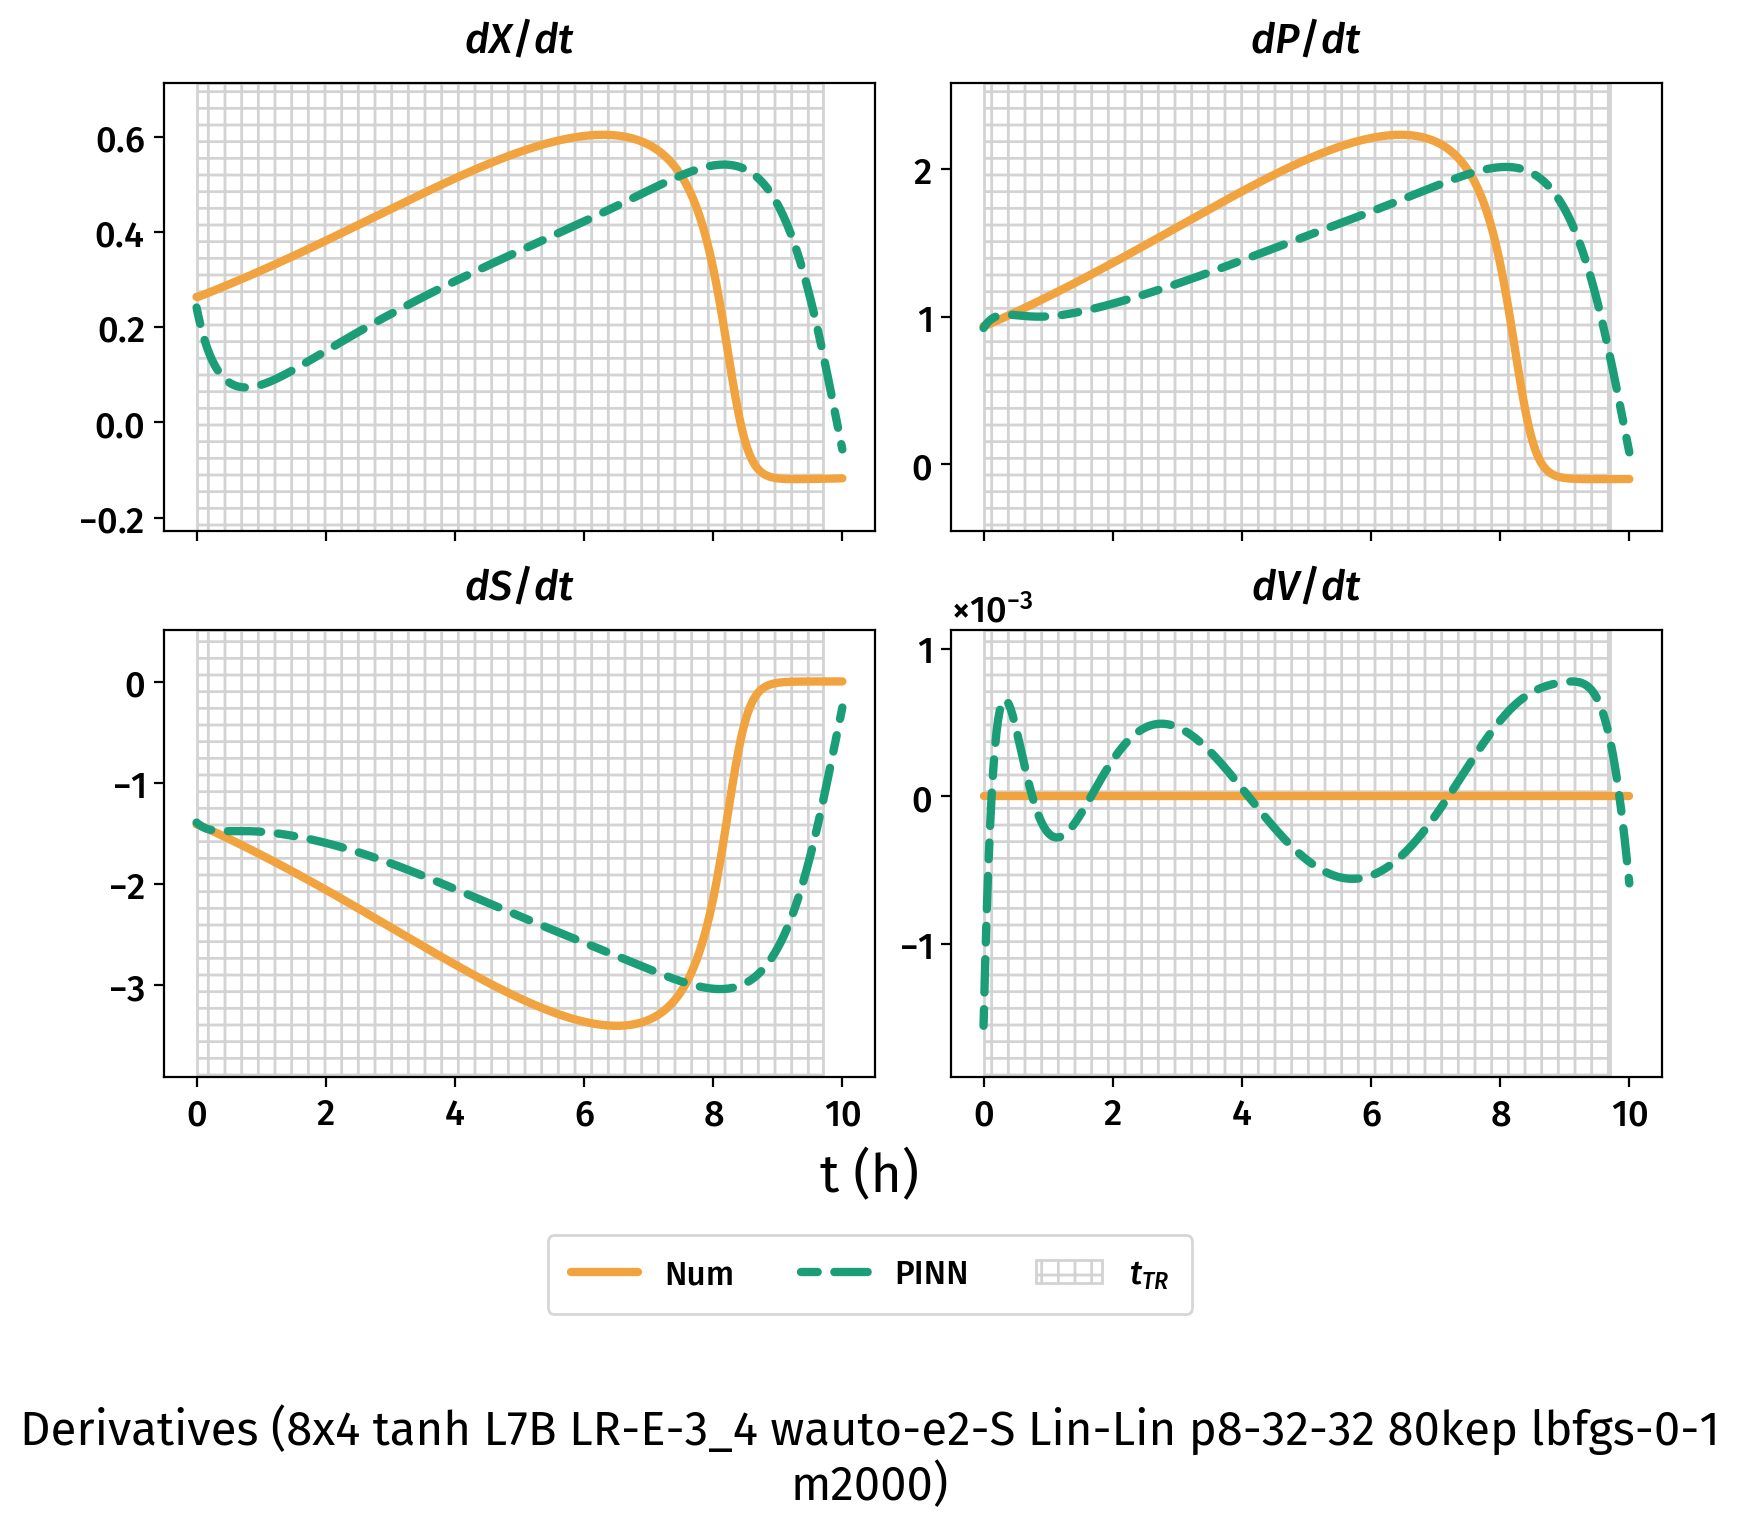 dX/dt
dP/dt
0.6
0.4
0.2
0.0
−0.2
2
1
0
dS/dt
dV/dt
×10⁻³
0
−1
−2
−3
1
0
−1
0 2 4 6 8 10
0 2 4 6 8 10
t (h)
Num PINN t_TR
Derivatives (8x4 tanh L7B LR-E-3_4 wauto-e2-S Lin-Lin p8-32-32 80kep lbfgs-0-1
m2000)